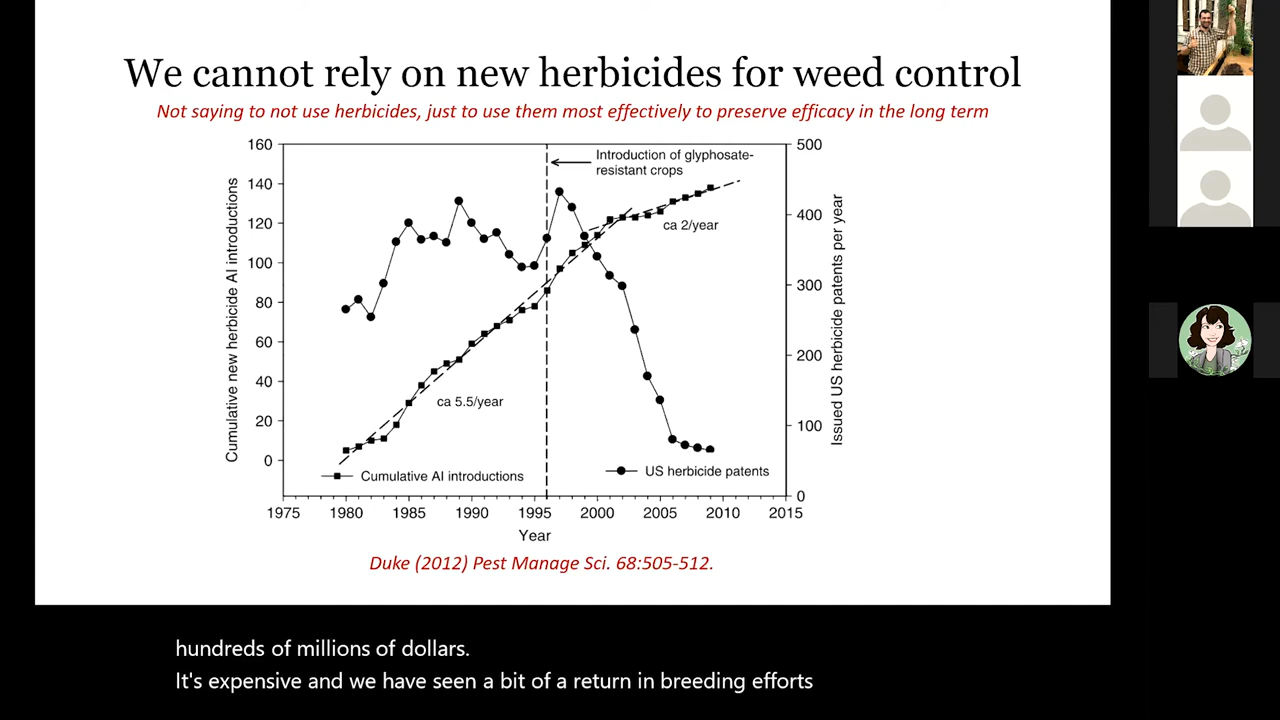 We cannot rely on new herbicides for weed control
Not saying to not use herbicides, just to use them most effectively to preserve efficacy in the long term
160
140
120
100
80
60
40
20
0
Cumulative new herbicide AI introductions
500
400
300
200
100
0
Issued US herbicide patents per year
Introduction of glyphosate-
resistant crops
ca 2/year
ca 5.5/year
Cumulative AI introductions
US herbicide patents
1975 1980 1985 1990 1995 2000 2005 2010 2015
Year
Duke (2012) Pest Manage Sci. 68:505-512.
hundreds of millions of dollars.
It's expensive and we have seen a bit of a return in breeding efforts